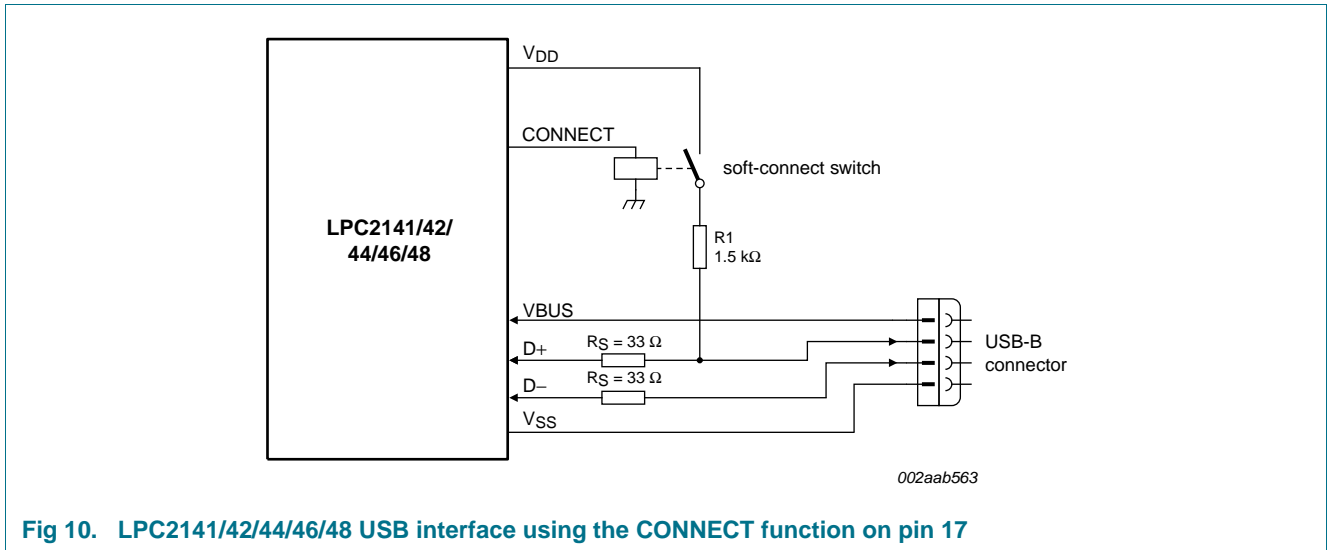 VDD
CONNECT
soft-connect switch
LPC2141/42/
44/46/48
R1
1.5 kΩ
VBUS
D+
RS = 33 Ω
USB-B
connector
D−
RS = 33 Ω
VSS
002aab563
Fig 10. LPC2141/42/44/46/48 USB interface using the CONNECT function on pin 17